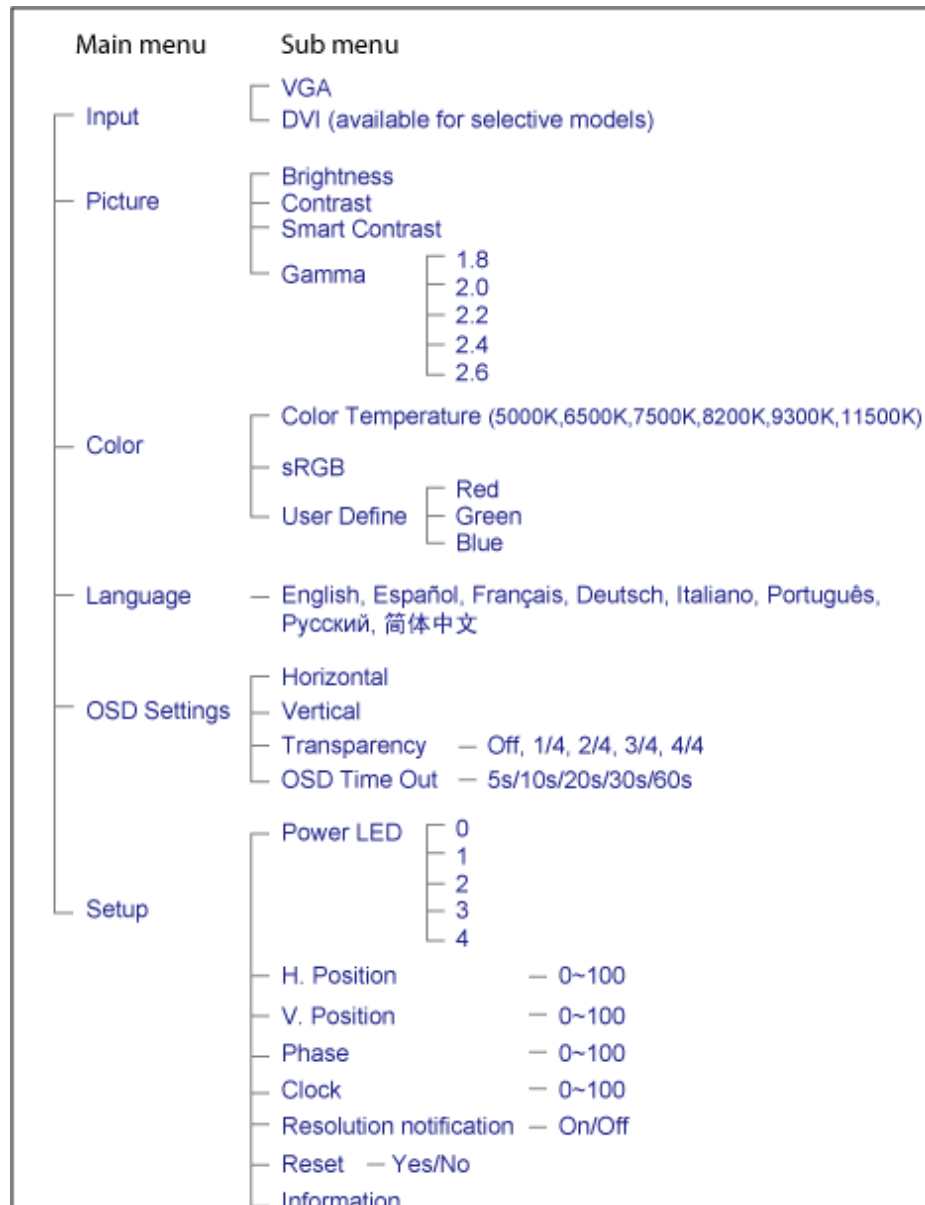 Main menu Sub menu
VGA
Input DVI (available for selective models)
Brightness
Picture Contrast
Smart Contrast
Gamma 1.8
2.0
2.2
2.4
2.6
Color Temperature (5000K,6500K,7500K,8200K,9300K,11500K)
Color
sRGB
Red
User Define Green
Blue
Language English, Español, Français, Deutsch, Italiano, Português,
Русский, 简体中文
Horizontal
OSD Settings Vertical
Transparency Off, 1/4, 2/4, 3/4, 4/4
OSD Time Out 5s/10s/20s/30s/60s
Power LED 0
1
2
Setup 3
4
H. Position 0~100
V. Position 0~100
Phase 0~100
Clock 0~100
Resolution notification On/Off
Reset Yes/No
Information